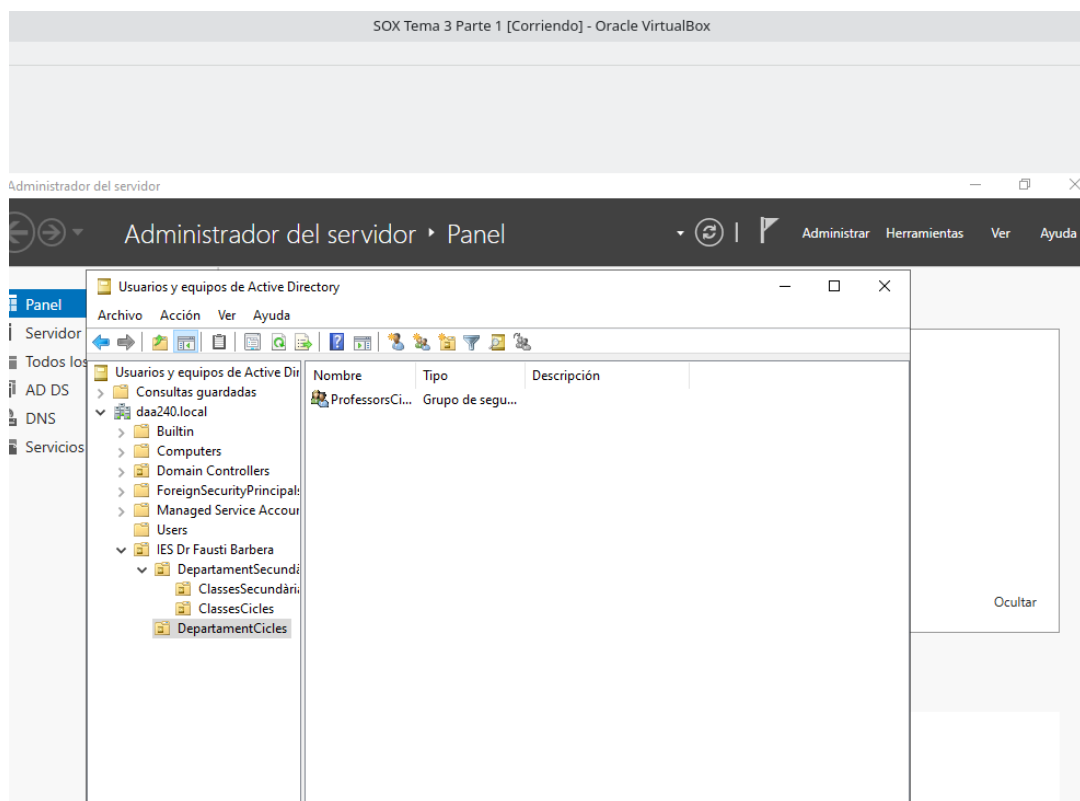 SOX Tema 3 Parte 1 [Corriendo] - Oracle VirtualBox
Administrador del servidor
Administrador del servidor ‣ Panel
Administrar Herramientas Ver Ayuda
Panel
Servidor
Todos los
AD DS
DNS
Servicios
Usuarios y equipos de Active Directory
Archivo Acción Ver Ayuda
Usuarios y equipos de Active Dir
Consultas guardadas
daa240.local
Builtin
Computers
Domain Controllers
ForeignSecurityPrincipals
Managed Service Accour
Users
IES Dr Fausti Barbera
DepartamentSecundà
ClassesSecundària
ClassesCicles
DepartamentCicles
Nombre Tipo Descripción
ProfessorsCi... Grupo de segu...
Ocultar